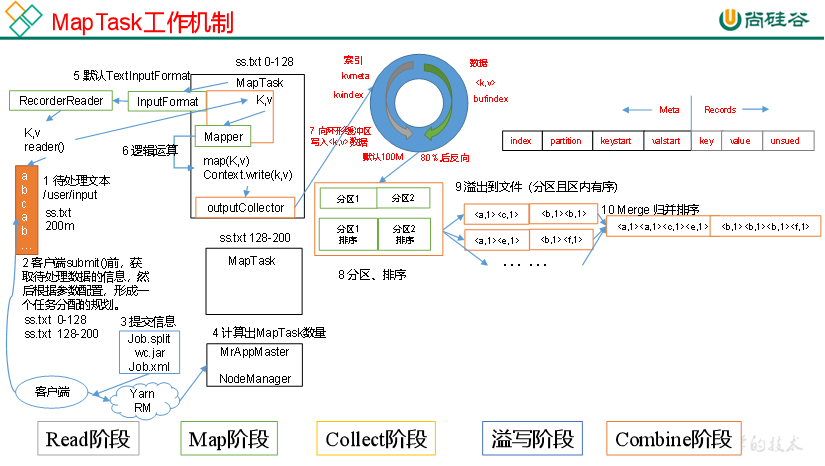 MapTask工作机制
尚硅谷
ss.txt 0-128
5 默认TextInputFormat
MapTask
RecorderReader
InputFormat
K,v
K,v
reader()
Mapper
6 逻辑运算
map(K,v)
Context.write(k,v)
outputCollector
1 待处理文本
/user/input
ss.txt
200m
a
b
c
a
b
...
2 客户端submit()前，获
取待处理数据的信息，然
后根据参数配置，形成一
个任务分配的规划。
ss.txt 0-128
ss.txt 128-200
3 提交信息
Job.split
wc.jar
Job.xml
客户端
Yarn
RM
ss.txt 128-200
MapTask
4 计算出MapTask数量
MrAppMaster
NodeManager
索引
kvmeta
kvindex
数据
<k,v>
bufindex
7 向环形缓冲区
写入<k,v>数据
默认100M
80%后反向
Meta
Records
index partition keystart valstart key value unsued
分区1 分区2
分区1
排序
分区2
排序
8 分区、排序
9 溢出到文件（分区且区内有序）
<a,1><c,1> <b,1><b,1>
<a,1><e,1> <b,1><f,1>
... ...
10 Merge 归并排序
<a,1><a,1><c,1><e,1> <b,1><b,1><b,1><f,1>
Read阶段
Map阶段
Collect阶段
溢写阶段
Combine阶段
的技术